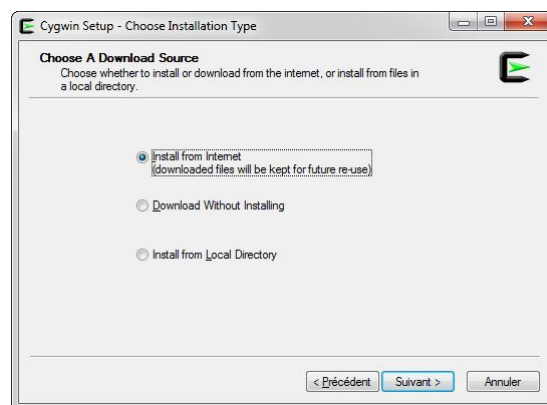 Cygwin Setup - Choose Installation Type
Choose A Download Source
Choose whether to install or download from the internet, or install from files in
a local directory.
Install from Internet
(downloaded files will be kept for future re-use)
Download Without Installing
Install from Local Directory
< Précédent
Suivant >
Annuler